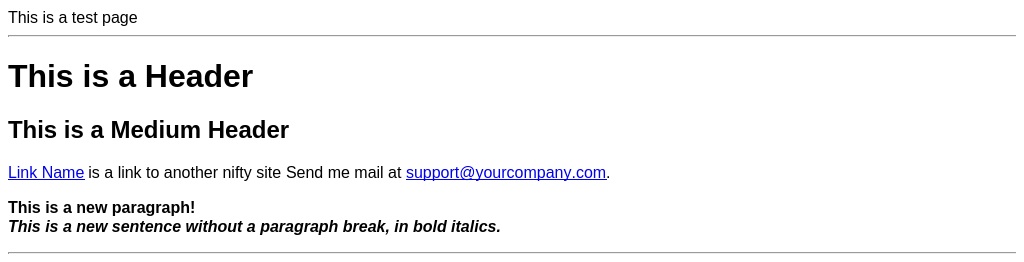 This is a test page
This is a Header
This is a Medium Header
Link Name is a link to another nifty site Send me mail at support@yourcompany.com.
This is a new paragraph!
This is a new sentence without a paragraph break, in bold italics.